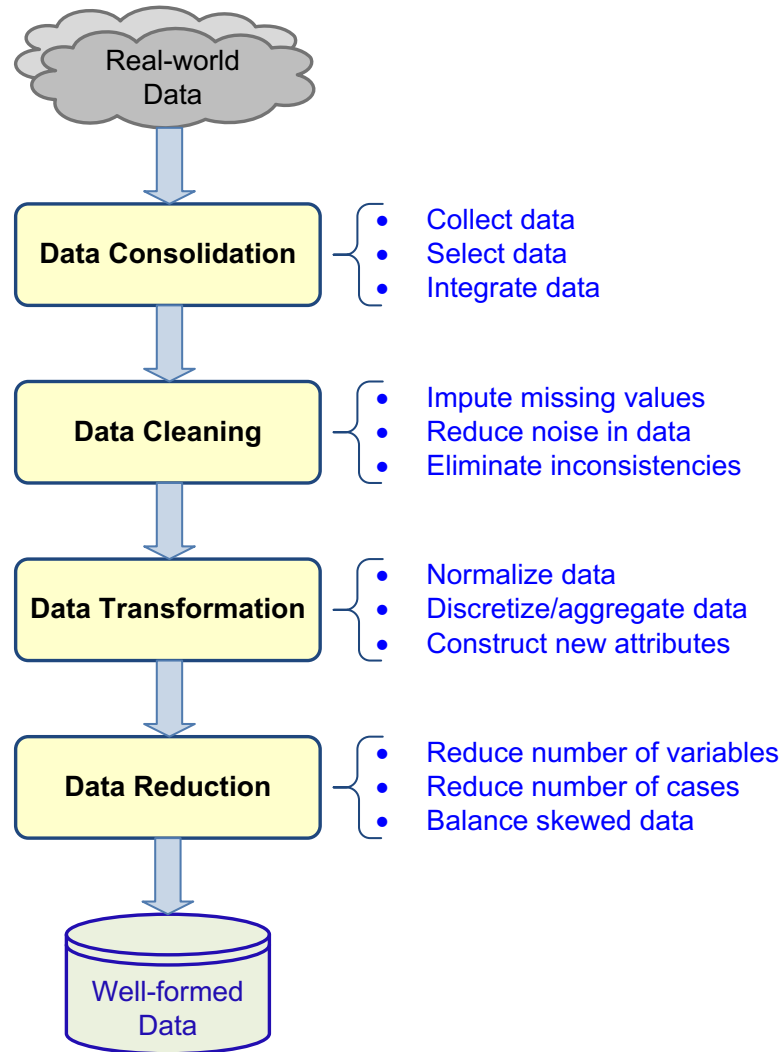 Real-world
Data
Data Consolidation
• Collect data
• Select data
• Integrate data
Data Cleaning
• Impute missing values
• Reduce noise in data
• Eliminate inconsistencies
Data Transformation
• Normalize data
• Discretize/aggregate data
• Construct new attributes
Data Reduction
• Reduce number of variables
• Reduce number of cases
• Balance skewed data
Well-formed
Data